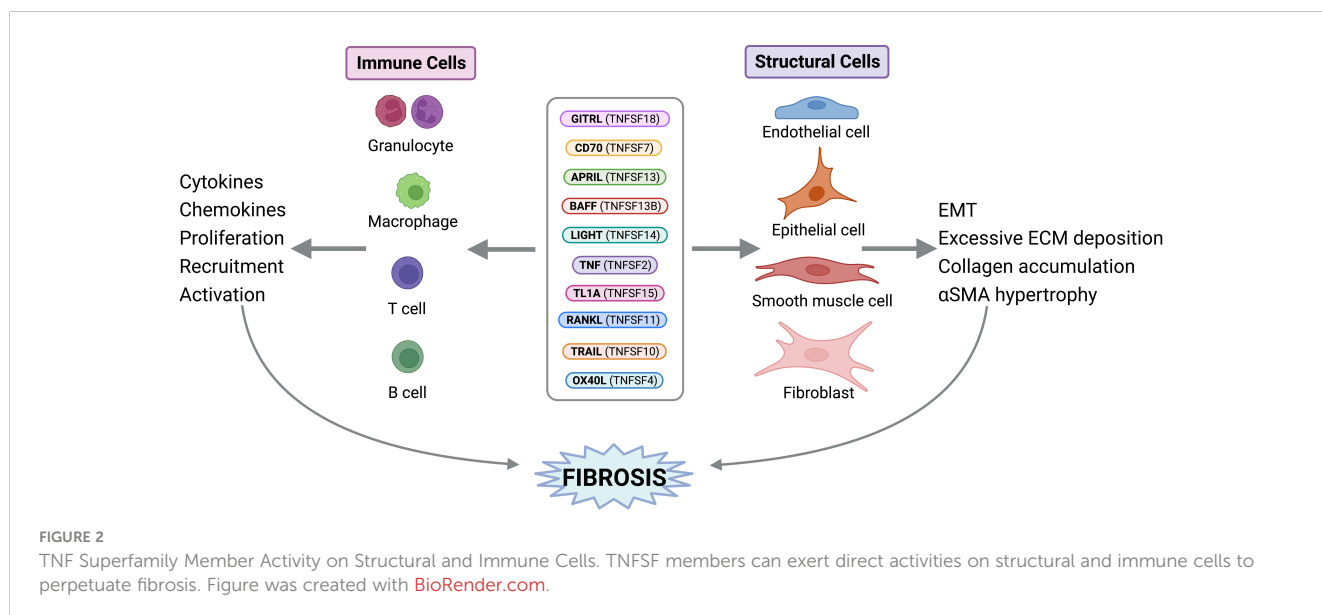 Immune Cells
Granulocyte
Macrophage
T cell
B cell
Cytokines
Chemokines
Proliferation
Recruitment
Activation
GITRL (TNFSF18)
CD70 (TNFSF7)
APRIL (TNFSF13)
BAFF (TNFSF13B)
LIGHT (TNFSF14)
TNF (TNFSF2)
TL1A (TNFSF15)
RANKL (TNFSF11)
TRAIL (TNFSF10)
OX40L (TNFSF4)
Structural Cells
Endothelial cell
Epithelial cell
Smooth muscle cell
Fibroblast
EMT
Excessive ECM deposition
Collagen accumulation
αSMA hypertrophy
FIBROSIS
FIGURE 2
TNF Superfamily Member Activity on Structural and Immune Cells. TNFSF members can exert direct activities on structural and immune cells to
perpetuate fibrosis. Figure was created with BioRender.com.